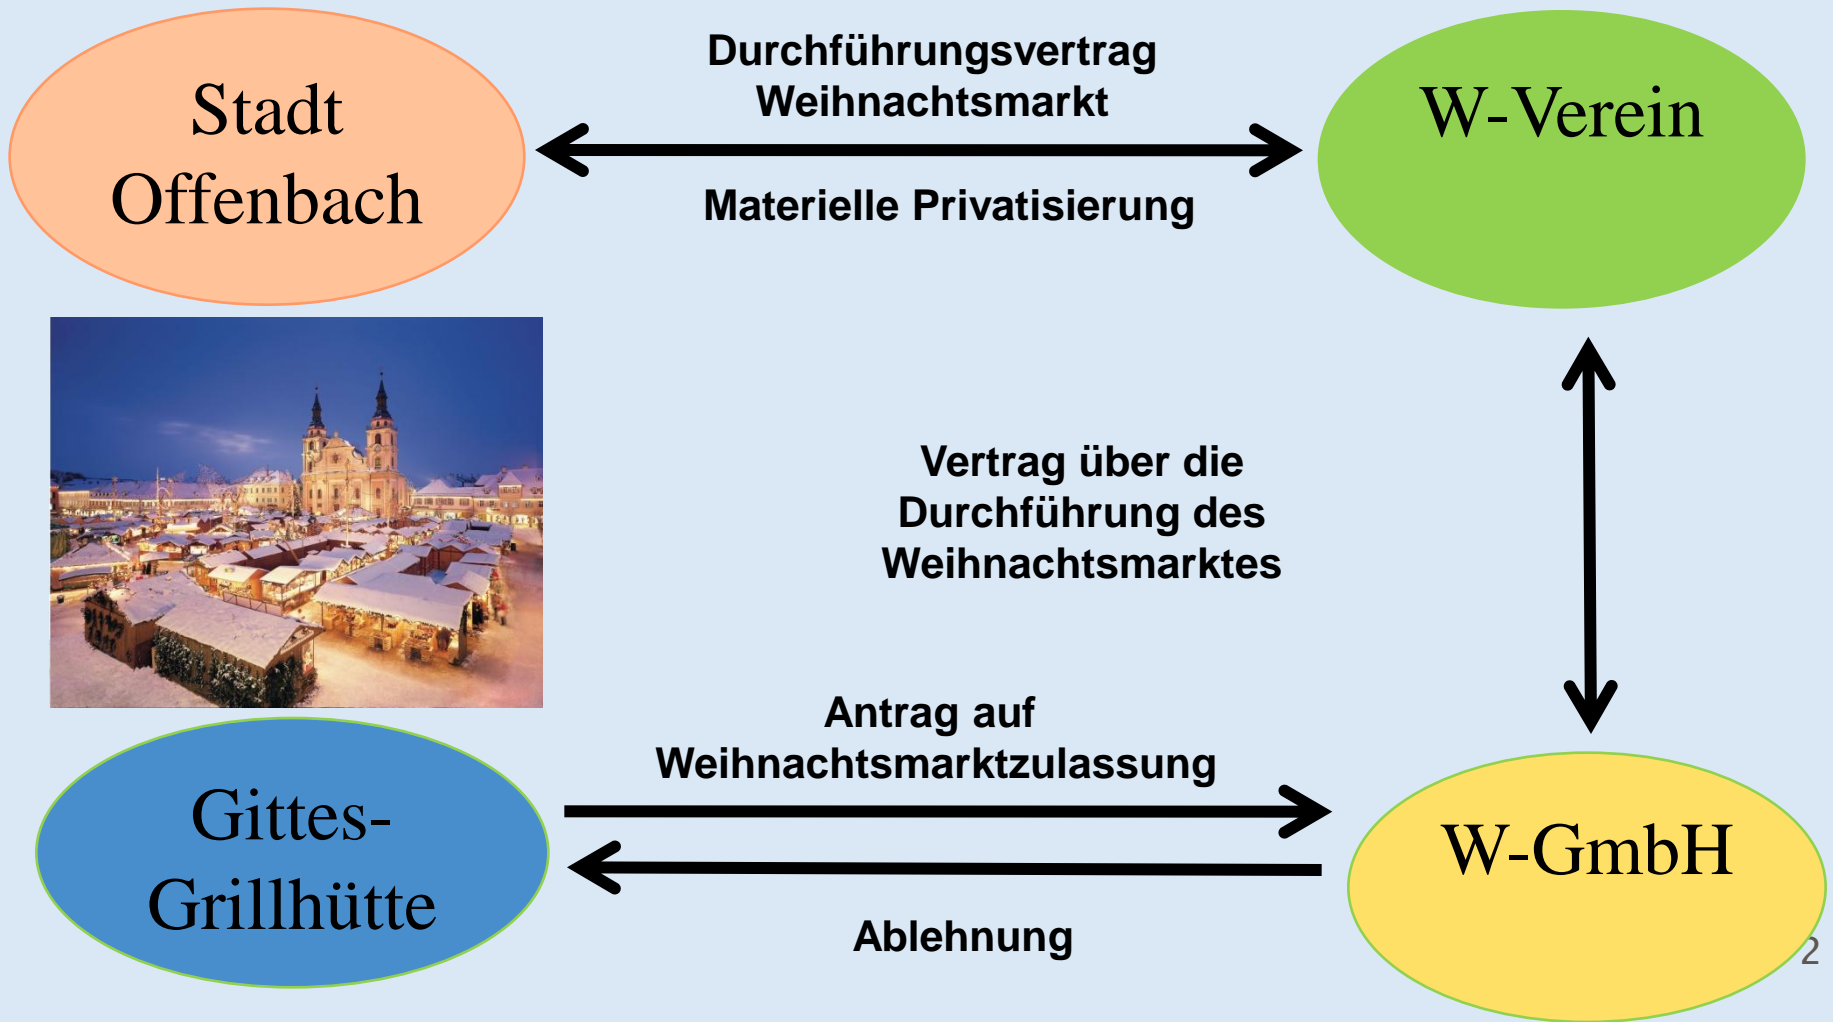 Stadt
Offenbach
Durchführungsvertrag
Weihnachtsmarkt
Materielle Privatisierung
W-Verein
Vertrag über die
Durchführung des
Weihnachtsmarktes
Antrag auf
Weihnachtsmarktzulassung
Gittes-
Grillhütte
W-GmbH
Ablehnung
2